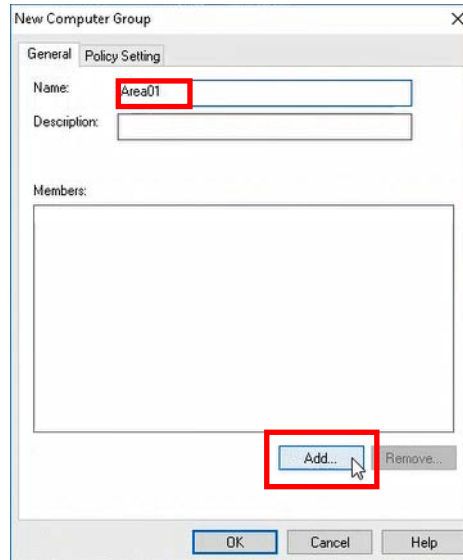 New Computer Group
General Policy Setting
Name: Area01
Description:
Members:
Add... Remove...
OK Cancel Help